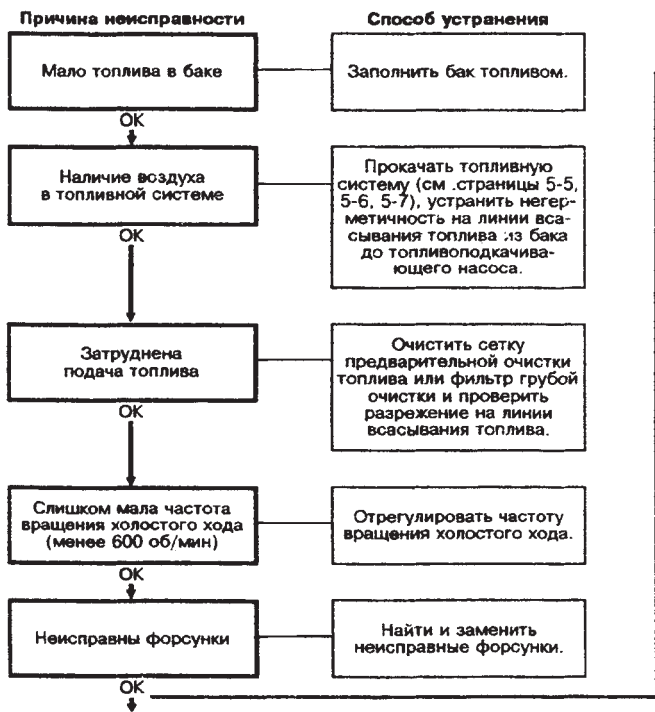 Причина неисправности
Способ устранения
Мало топлива в баке
Заполнить бак топливом.
OK
Наличие воздуха
в топливной системе
Прокачать топливную
систему (см .страницы 5-5,
5-6, 5-7), устранить негер-
метичность на линии вса-
сывания топлива из бака
до топливоподкачива-
ющего насоса.
OK
Затруднена
подача топлива
Очистить сетку
предварительной очистки
топлива или фильтр грубой
очистки и проверить
разрежение на линии
всасывания топлива.
OK
Слишком мала частота
вращения холостого хода
(менее 600 об/мин)
Отрегулировать частоту
вращения холостого хода.
OK
Неисправны форсунки
Найти и заменить
неисправные форсунки.
OK